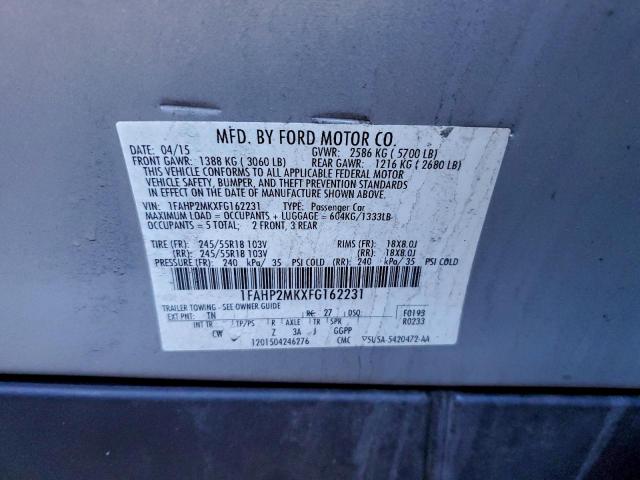 MFD. BY FORD MOTOR CO.
DATE: 04/15 GVWR: 2586 KG ( 5700 LB)
FRONT GAWR: 1388 KG ( 3060 LB) REAR GAWR: 1216 KG ( 2680 LB)
THIS VEHICLE CONFORMS TO ALL APPLICABLE FEDERAL MOTOR
VEHICLE SAFETY, BUMPER, AND THEFT PREVENTION STANDARDS
IN EFFECT ON THE DATE OF MANUFACTURE SHOWN ABOVE.
VIN: 1FAHP2MKXFG162231 TYPE: Passenger Car
MAXIMUM LOAD = OCCUPANTS + LUGGAGE = 604KG/1333LB
OCCUPANTS = 5 TOTAL; 2 FRONT, 3 REAR
TIRE (FR): 245/55R18 103V RIMS (FR): 18X8.0J
(RR): 245/55R18 103V (RR): 18X8.0J
PRESSURE (FR): 240 kPa/ 35 PSI COLD (RR): 240 kPa/ 35 PSI COLD
1FAHP2MKXFG162231
TRAILER TOWING - SEE OWNER GUIDE
EXT PNT: TN RC: 27 DSO: F0193
INT TR TP/PS R AXLE TR SPR R0233
CW Z 3A J GGPP
1201504246276 CMC 5U5A-5420472-AA